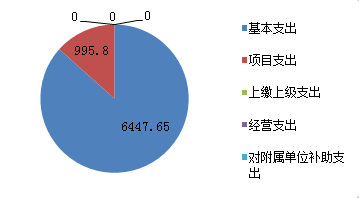 0 0 0
995.8
6447.65
基本支出
项目支出
上缴上级支出
经营支出
对附属单位补助支
出